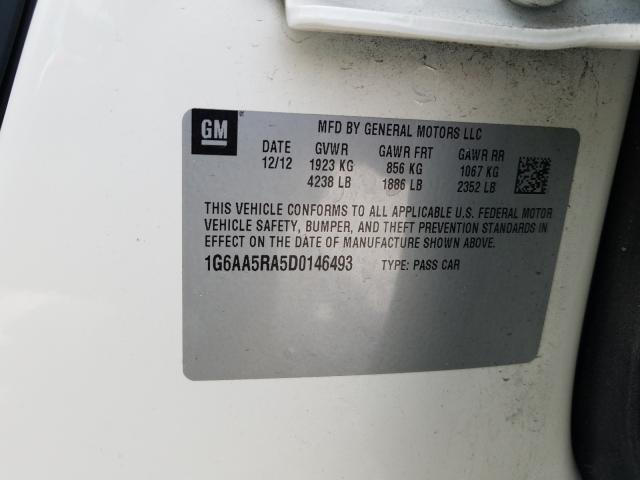 GM
MFD BY GENERAL MOTORS LLC
DATE GVWR GAWR FRT GAWR RR
12/12 1923 KG 856 KG 1067 KG
4238 LB 1886 LB 2352 LB
THIS VEHICLE CONFORMS TO ALL APPLICABLE U.S. FEDERAL MOTOR
VEHICLE SAFETY, BUMPER, AND THEFT PREVENTION STANDARDS IN
EFFECT ON THE DATE OF MANUFACTURE SHOWN ABOVE.
1G6AA5RA5D0146493 TYPE: PASS CAR